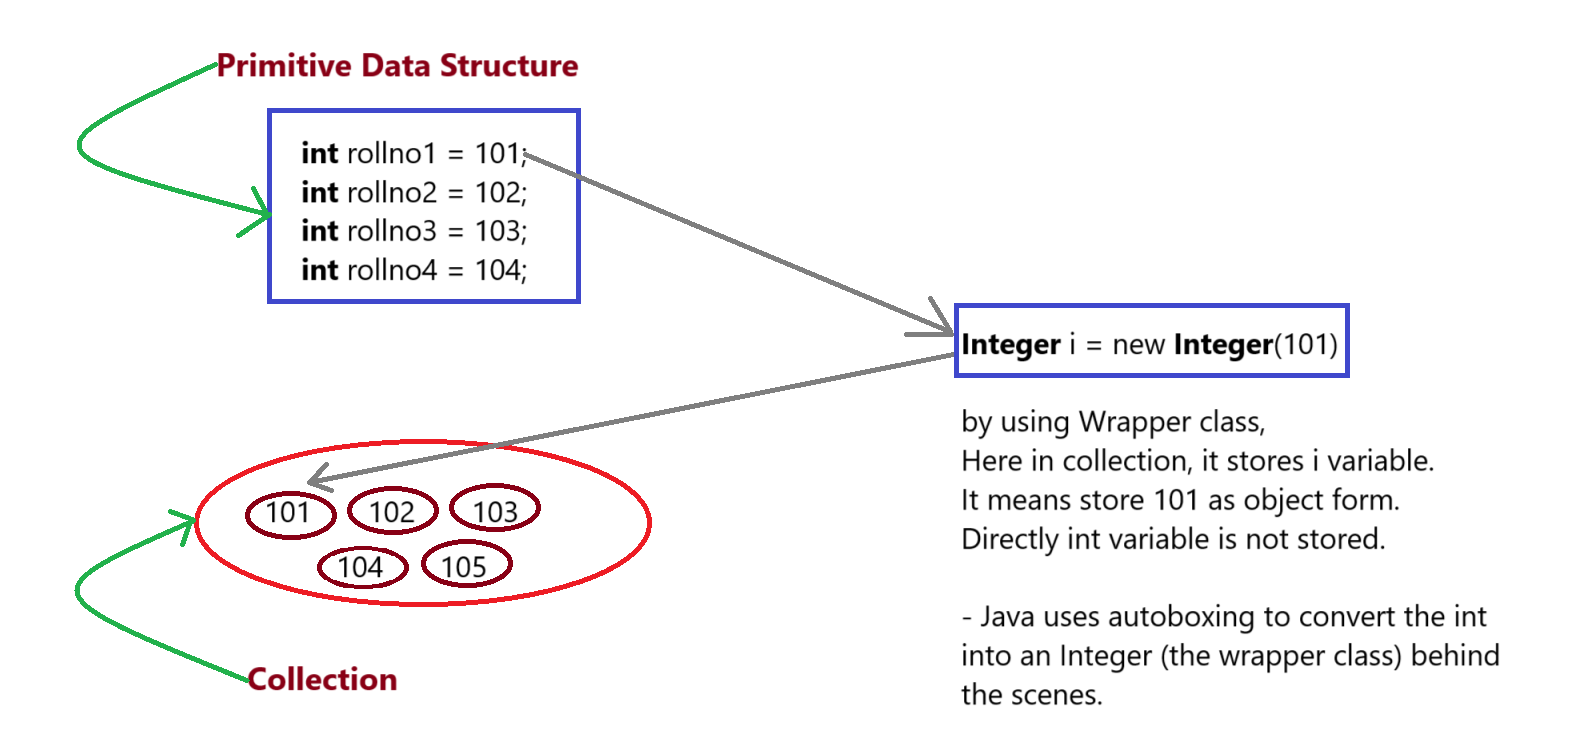 Primitive Data Structure
int rollno1 = 101;
int rollno2 = 102;
int rollno3 = 103;
int rollno4 = 104;
Integer i = new Integer(101)
by using Wrapper class,
Here in collection, it stores i variable.
It means store 101 as object form.
Directly int variable is not stored.
- Java uses autoboxing to convert the int
into an Integer (the wrapper class) behind
the scenes.
101 102 103
104 105
Collection